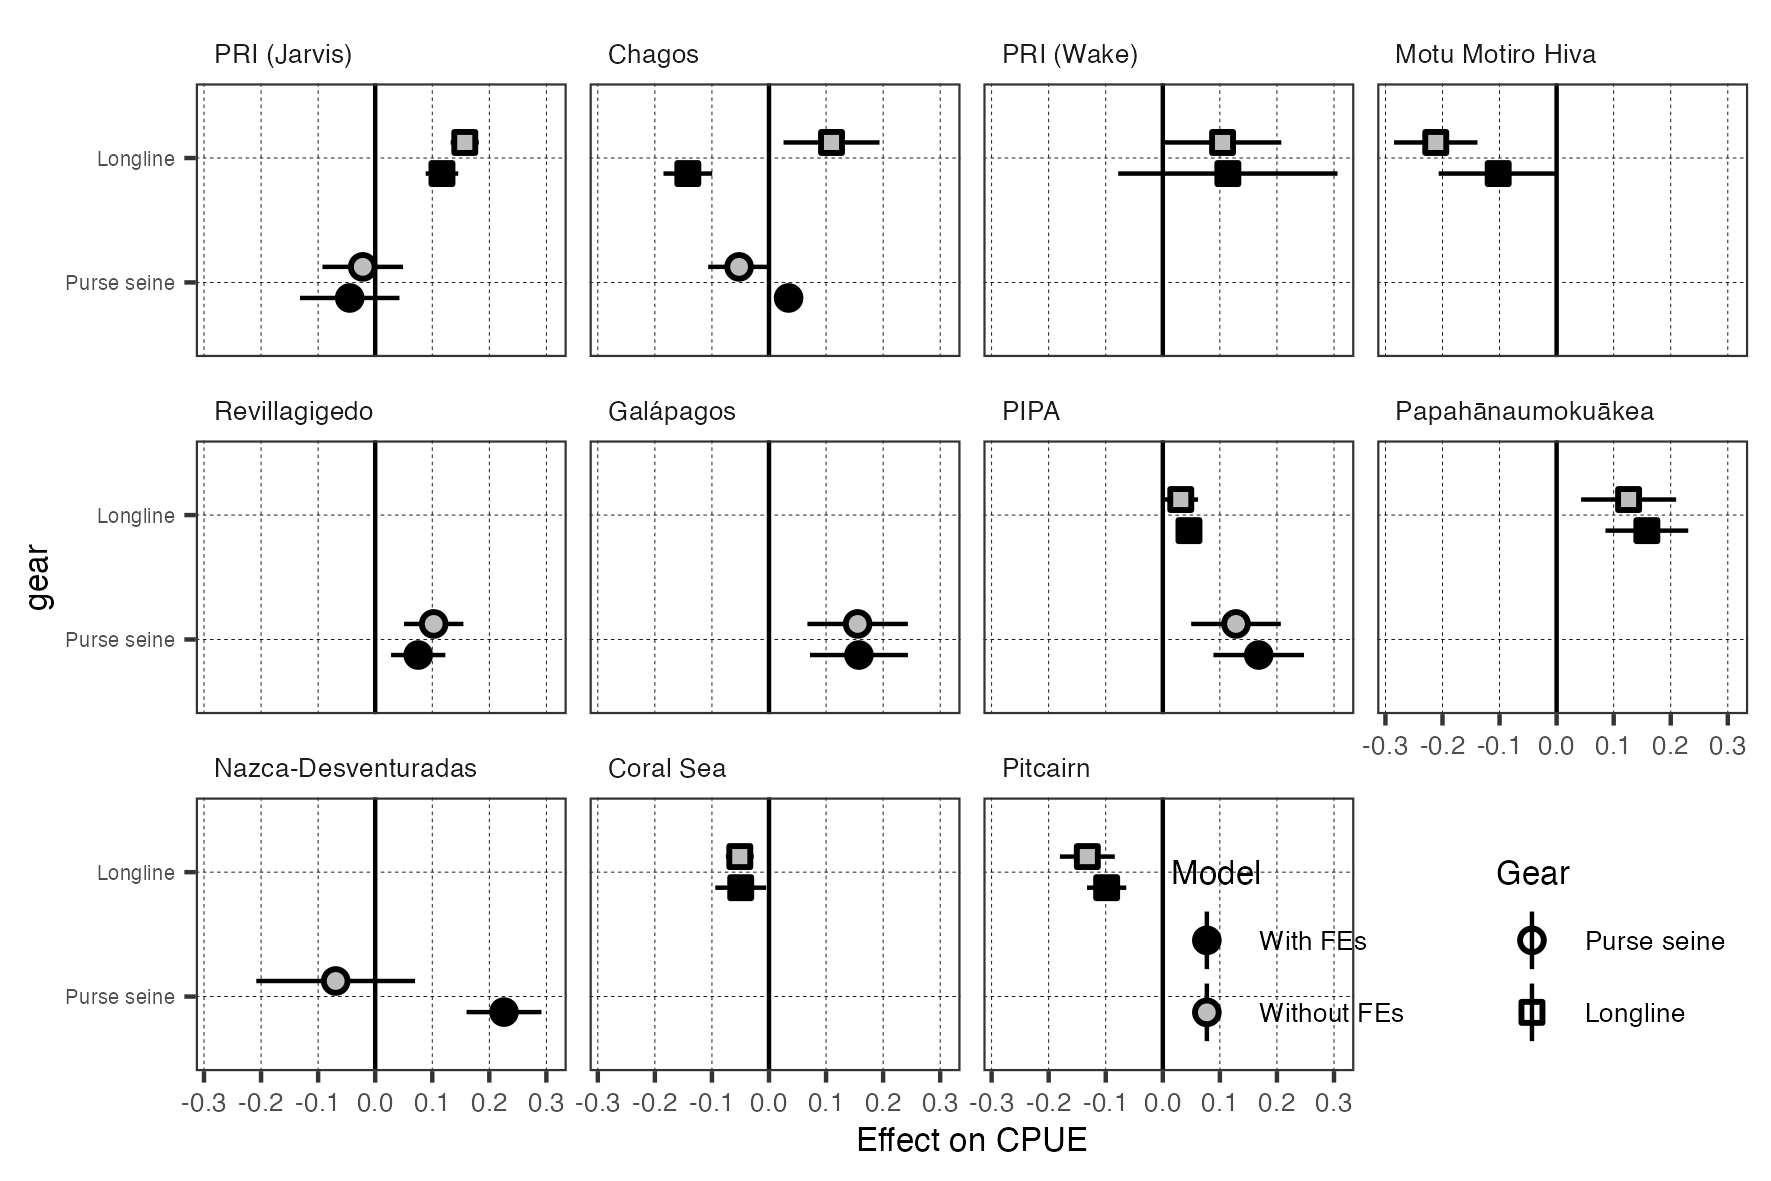 PRI (Jarvis) Chagos PRI (Wake) Motu Motiro Hiva
Longline
Purse seine
Revillagigedo Galápagos PIPA Papahānaumokuākea
Longline
Purse seine
-0.3 -0.2 -0.1 0.0 0.1 0.2 0.3
Nazca-Desventuradas Coral Sea Pitcairn
Longline
Purse seine
Model
With FEs
Without FEs
Gear
Purse seine
Longline
-0.3 -0.2 -0.1 0.0 0.1 0.2 0.3 -0.3 -0.2 -0.1 0.0 0.1 0.2 0.3 -0.3 -0.2 -0.1 0.0 0.1 0.2 0.3
Effect on CPUE
gear